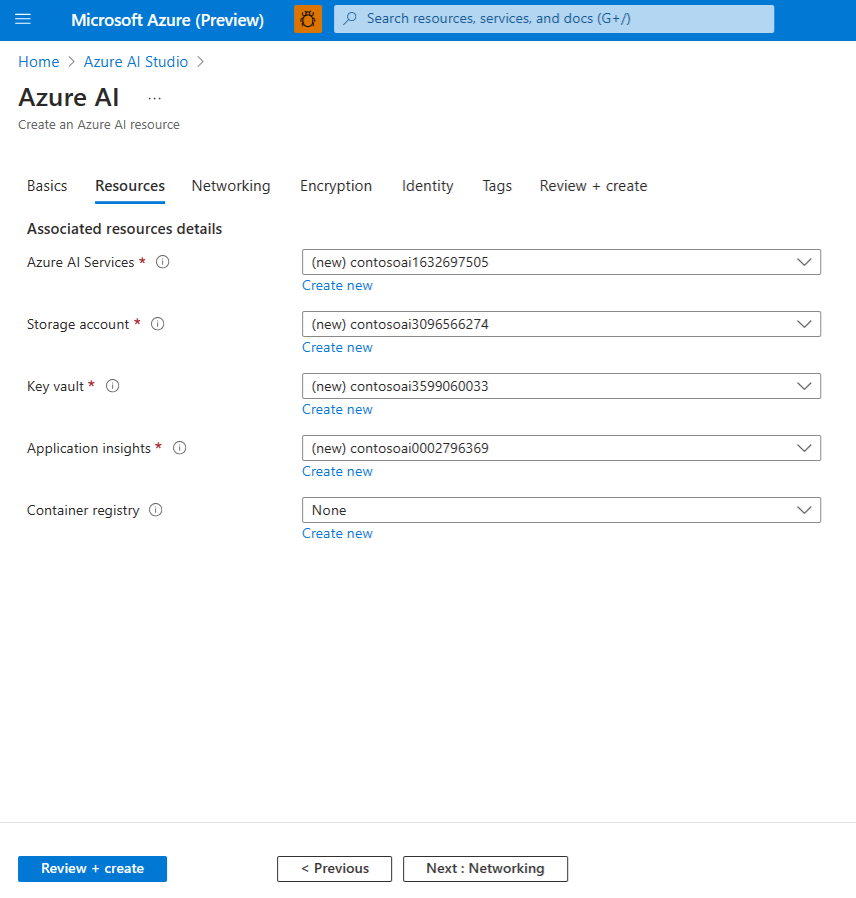 Microsoft Azure (Preview)
Search resources, services, and docs (G+/)
Home > Azure AI Studio >
Azure AI ...
Create an Azure AI resource
Basics Resources Networking Encryption Identity Tags Review + create
Associated resources details
Azure AI Services * (new) contosoai1632697505
Create new
Storage account * (new) contosoai3096566274
Create new
Key vault * (new) contosoai3599060033
Create new
Application insights * (new) contosoai0002796369
Create new
Container registry None
Create new
Review + create < Previous Next : Networking